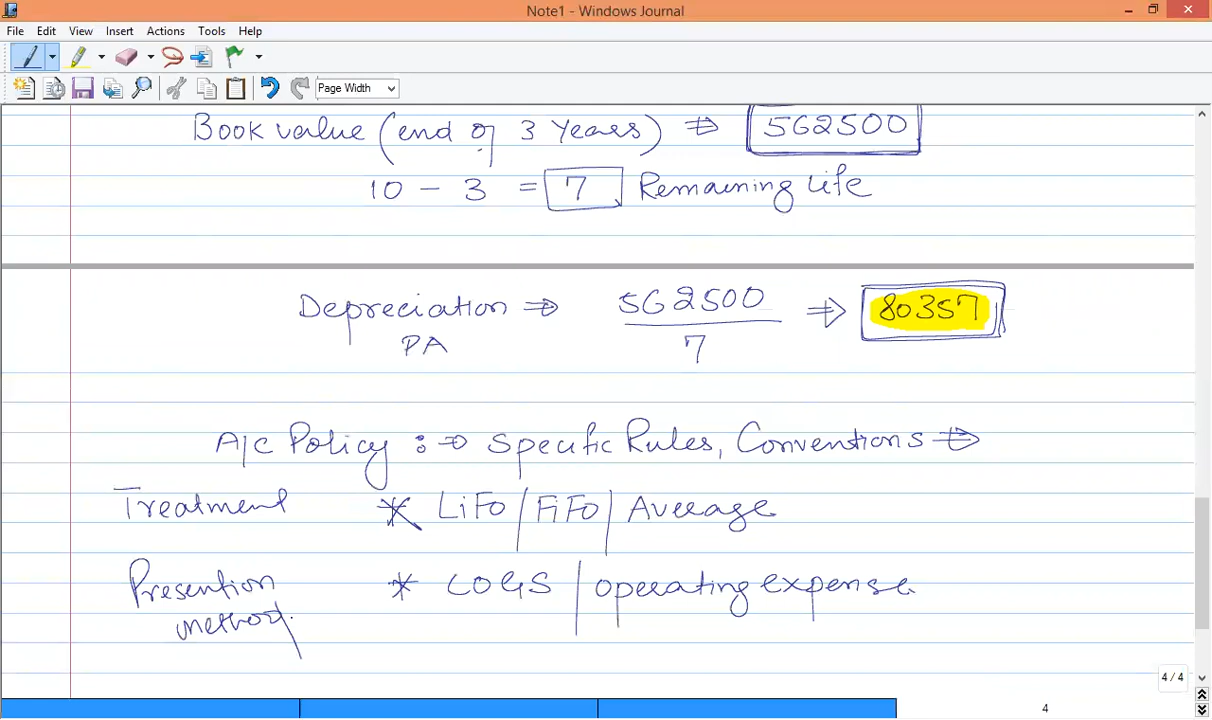 Note1 - Windows Journal
File Edit View Insert Actions Tools Help
Page Width
Book value (end of 3 Years) ⇒ 562500
10 - 3 = 7 Remaining Life
Depreciation ⇒ 562500 ⇒ 80357
PA 7
A/c Policy :⇒ Specific Rules, Conventions ⇒
Treatment * LiFo | FiFo | Average
Presention * COGS | operating expense
method.
4 / 4
4